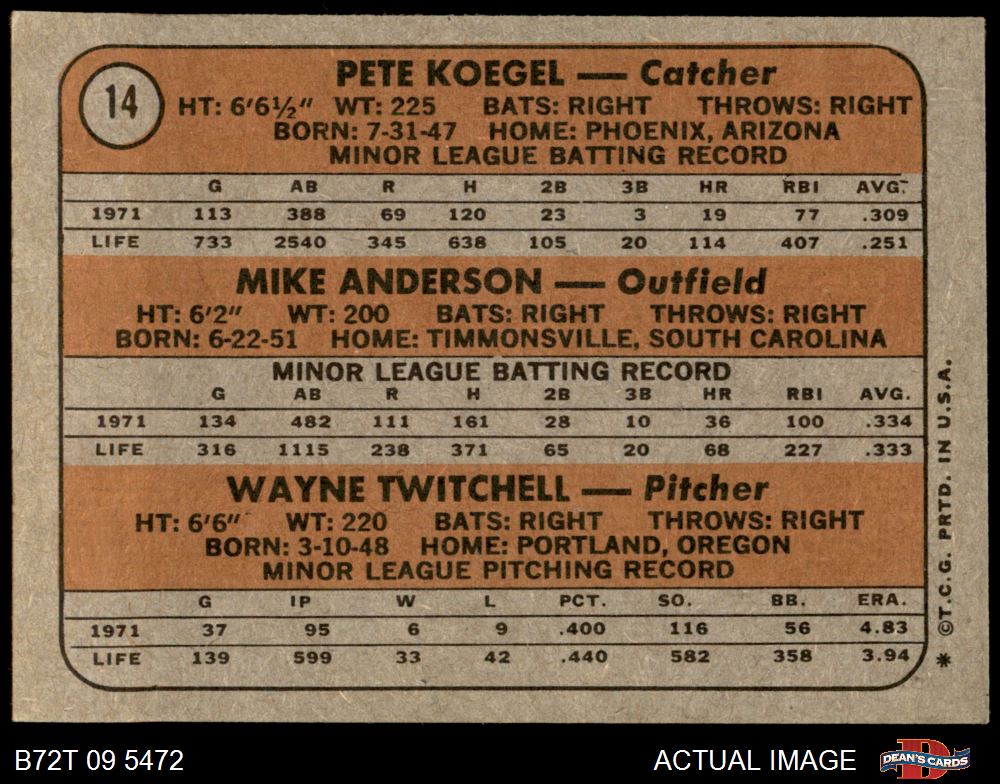 14
PETE KOEGEL — Catcher
HT: 6'6½" WT: 225 BATS: RIGHT THROWS: RIGHT
BORN: 7-31-47 HOME: PHOENIX, ARIZONA
MINOR LEAGUE BATTING RECORD
G AB R H 2B 3B HR RBI AVG.
1971 113 388 69 120 23 3 19 77 .309
LIFE 733 2540 345 638 105 20 114 407 .251
MIKE ANDERSON — Outfield
HT: 6'2" WT: 200 BATS: RIGHT THROWS: RIGHT
BORN: 6-22-51 HOME: TIMMONSVILLE, SOUTH CAROLINA
MINOR LEAGUE BATTING RECORD
G AB R H 2B 3B HR RBI AVG.
1971 134 482 111 161 28 10 36 100 .334
LIFE 316 1115 238 371 65 20 68 227 .333
WAYNE TWITCHELL — Pitcher
HT: 6'6" WT: 220 BATS: RIGHT THROWS: RIGHT
BORN: 3-10-48 HOME: PORTLAND, OREGON
MINOR LEAGUE PITCHING RECORD
G IP W L PCT. SO. BB. ERA.
1971 37 95 6 9 .400 116 56 4.83
LIFE 139 599 33 42 .440 582 358 3.94
* ©T.C.G. PRTD. IN U.S.A.
B72T 09 5472
ACTUAL IMAGE
D
DEAN'S CARDS